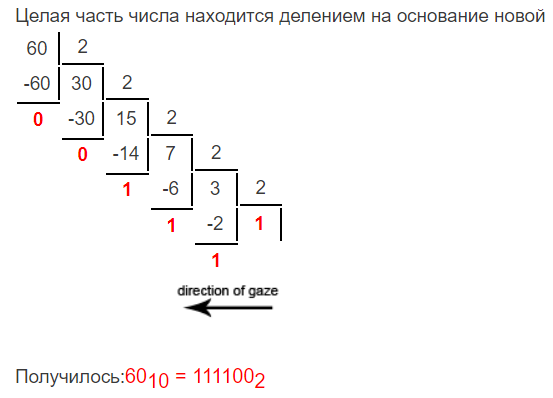 Целая часть числа находится делением на основание новой
60 2
-60 30 2
0 -30 15 2
0 -14 7 2
1 -6 3 2
1 -2 1
1
direction of gaze
Получилось:60₁₀ = 111100₂